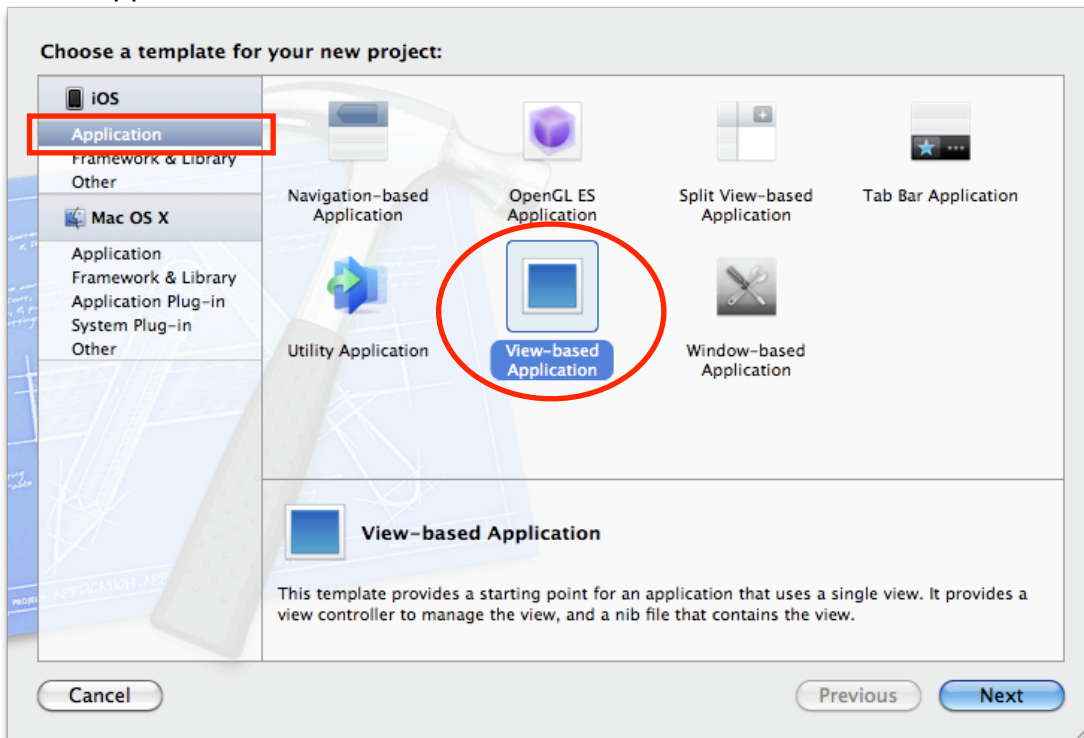 Choose a template for your new project:
iOS
Application
Framework & Library
Other
Mac OS X
Application
Framework & Library
Application Plug-in
System Plug-in
Other
Navigation-based
Application
OpenGL ES
Application
Split View-based
Application
Tab Bar Application
Utility Application
View-based
Application
Window-based
Application
View-based Application
This template provides a starting point for an application that uses a single view. It provides a
view controller to manage the view, and a nib file that contains the view.
Cancel
Previous
Next